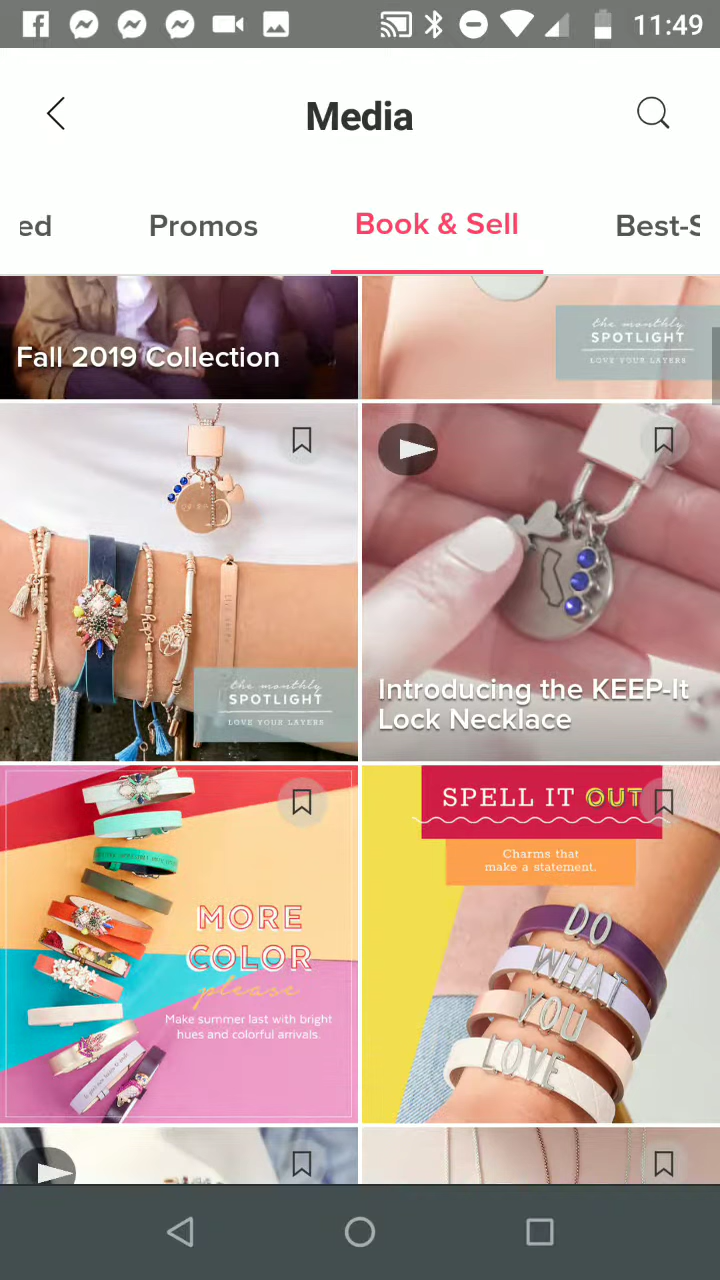 11:49
Media
ed
Promos
Book & Sell
Best-S
Fall 2019 Collection
the monthly
SPOTLIGHT
LOVE YOUR LAYERS
hope
the monthly
SPOTLIGHT
LOVE YOUR LAYERS
Introducing the KEEP-It
Lock Necklace
MORE
COLOR
please
Make summer last with bright
hues and colorful arrivals.
SPELL IT OUT
Charms that
make a statement.
DO
WHAT
YOU
LOVE